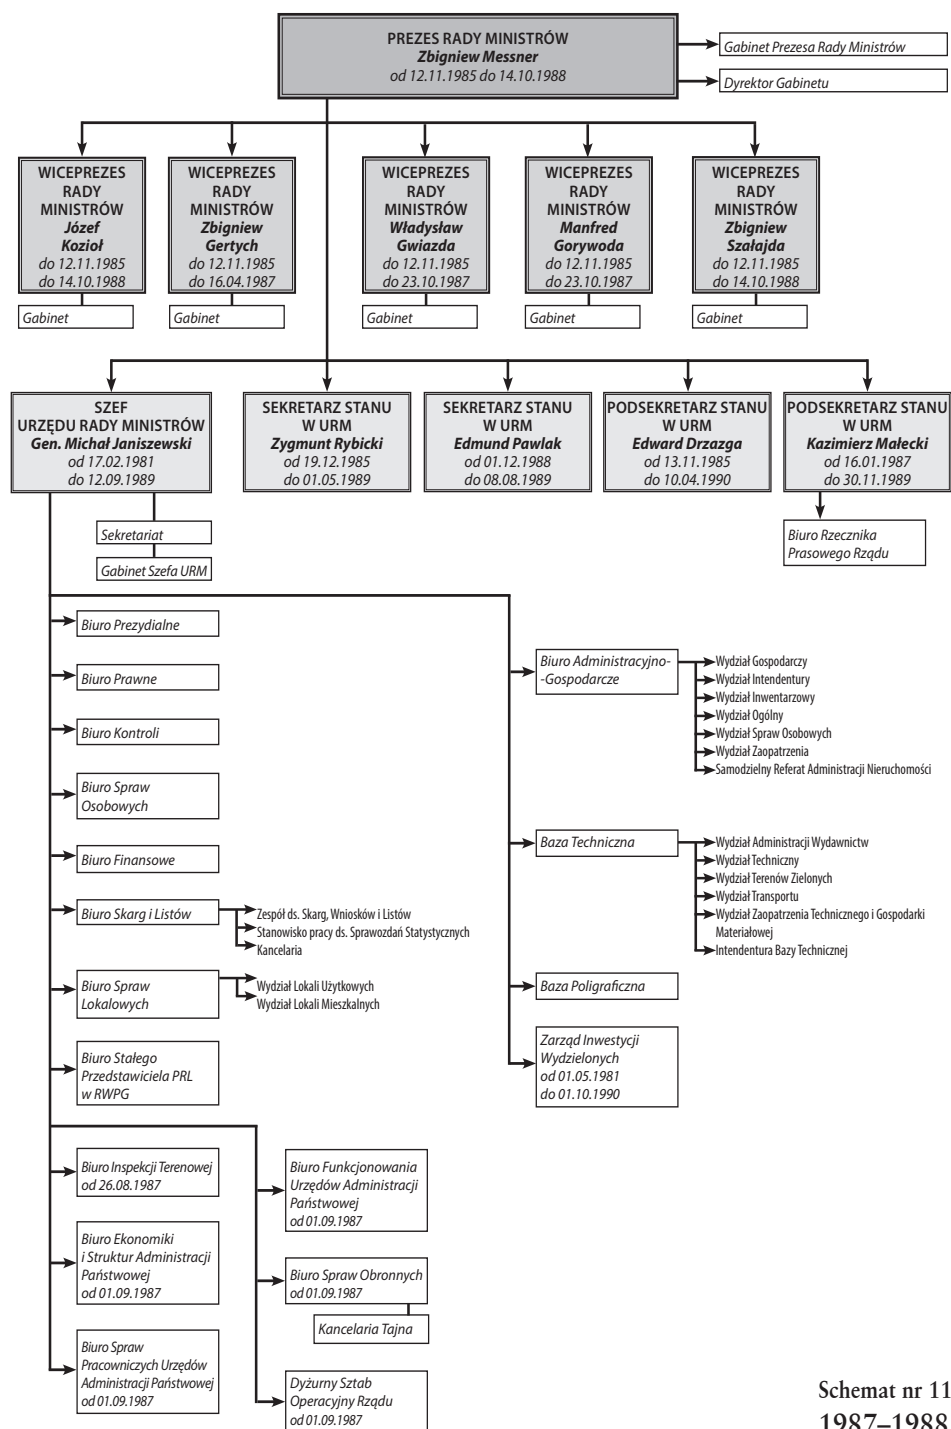 PREZES RADY MINISTRÓW
Zbigniew Messner
od 12.11.1985 do 14.10.1988
Gabinet Prezesa Rady Ministrów
Dyrektor Gabinetu
WICEPREZES
RADY
MINISTRÓW
Józef
Kozioł
do 12.11.1985
do 14.10.1988
Gabinet
WICEPREZES
RADY
MINISTRÓW
Zbigniew
Gertych
do 12.11.1985
do 16.04.1987
Gabinet
WICEPREZES
RADY
MINISTRÓW
Władysław
Gwiazda
do 12.11.1985
do 23.10.1987
Gabinet
WICEPREZES
RADY
MINISTRÓW
Manfred
Gorywoda
do 12.11.1985
do 23.10.1987
Gabinet
WICEPREZES
RADY
MINISTRÓW
Zbigniew
Szałajda
do 12.11.1985
do 14.10.1988
Gabinet
SZEF
URZĘDU RADY MINISTRÓW
Gen. Michał Janiszewski
od 17.02.1981
do 12.09.1989
SEKRETARZ STANU
W URM
Zygmunt Rybicki
od 19.12.1985
do 01.05.1989
SEKRETARZ STANU
W URM
Edmund Pawlak
od 01.12.1988
do 08.08.1989
PODSEKRETARZ STANU
W URM
Edward Drzazga
od 13.11.1985
do 10.04.1990
PODSEKRETARZ STANU
W URM
Kazimierz Małecki
od 16.01.1987
do 30.11.1989
Sekretariat
Gabinet Szefa URM
Biuro Rzecznika
Prasowego Rządu
Biuro Prezydialne
Biuro Prawne
Biuro Kontroli
Biuro Spraw
Osobowych
Biuro Finansowe
Biuro Skarg i Listów
Zespół ds. Skarg, Wniosków i Listów
Stanowisko pracy ds. Sprawozdań Statystycznych
Kancelaria
Biuro Spraw
Lokalowych
Wydział Lokali Użytkowych
Wydział Lokali Mieszkalnych
Biuro Stałego
Przedstawiciela PRL
w RWPG
Biuro Administracyjno-
-Gospodarcze
Wydział Gospodarczy
Wydział Intendentury
Wydział Inwentarzowy
Wydział Ogólny
Wydział Spraw Osobowych
Wydział Zaopatrzenia
Samodzielny Referat Administracji Nieruchomości
Baza Techniczna
Wydział Administracji Wydawnictw
Wydział Techniczny
Wydział Terenów Zielonych
Wydział Transportu
Wydział Zaopatrzenia Technicznego i Gospodarki
Materiałowej
Intendentura Bazy Technicznej
Baza Poligraficzna
Zarząd Inwestycji
Wydzielonych
od 01.05.1981
do 01.10.1990
Biuro Inspekcji Terenowej
od 26.08.1987
Biuro Ekonomiki
i Struktur Administracji
Państwowej
od 01.09.1987
Biuro Spraw
Pracowniczych Urzędów
Administracji Państwowej
od 01.09.1987
Biuro Funkcjonowania
Urzędów Administracji
Państwowej
od 01.09.1987
Biuro Spraw Obronnych
od 01.09.1987
Kancelaria Tajna
Dyżurny Sztab
Operacyjny Rządu
od 01.09.1987
Schemat nr 11
1987–1988